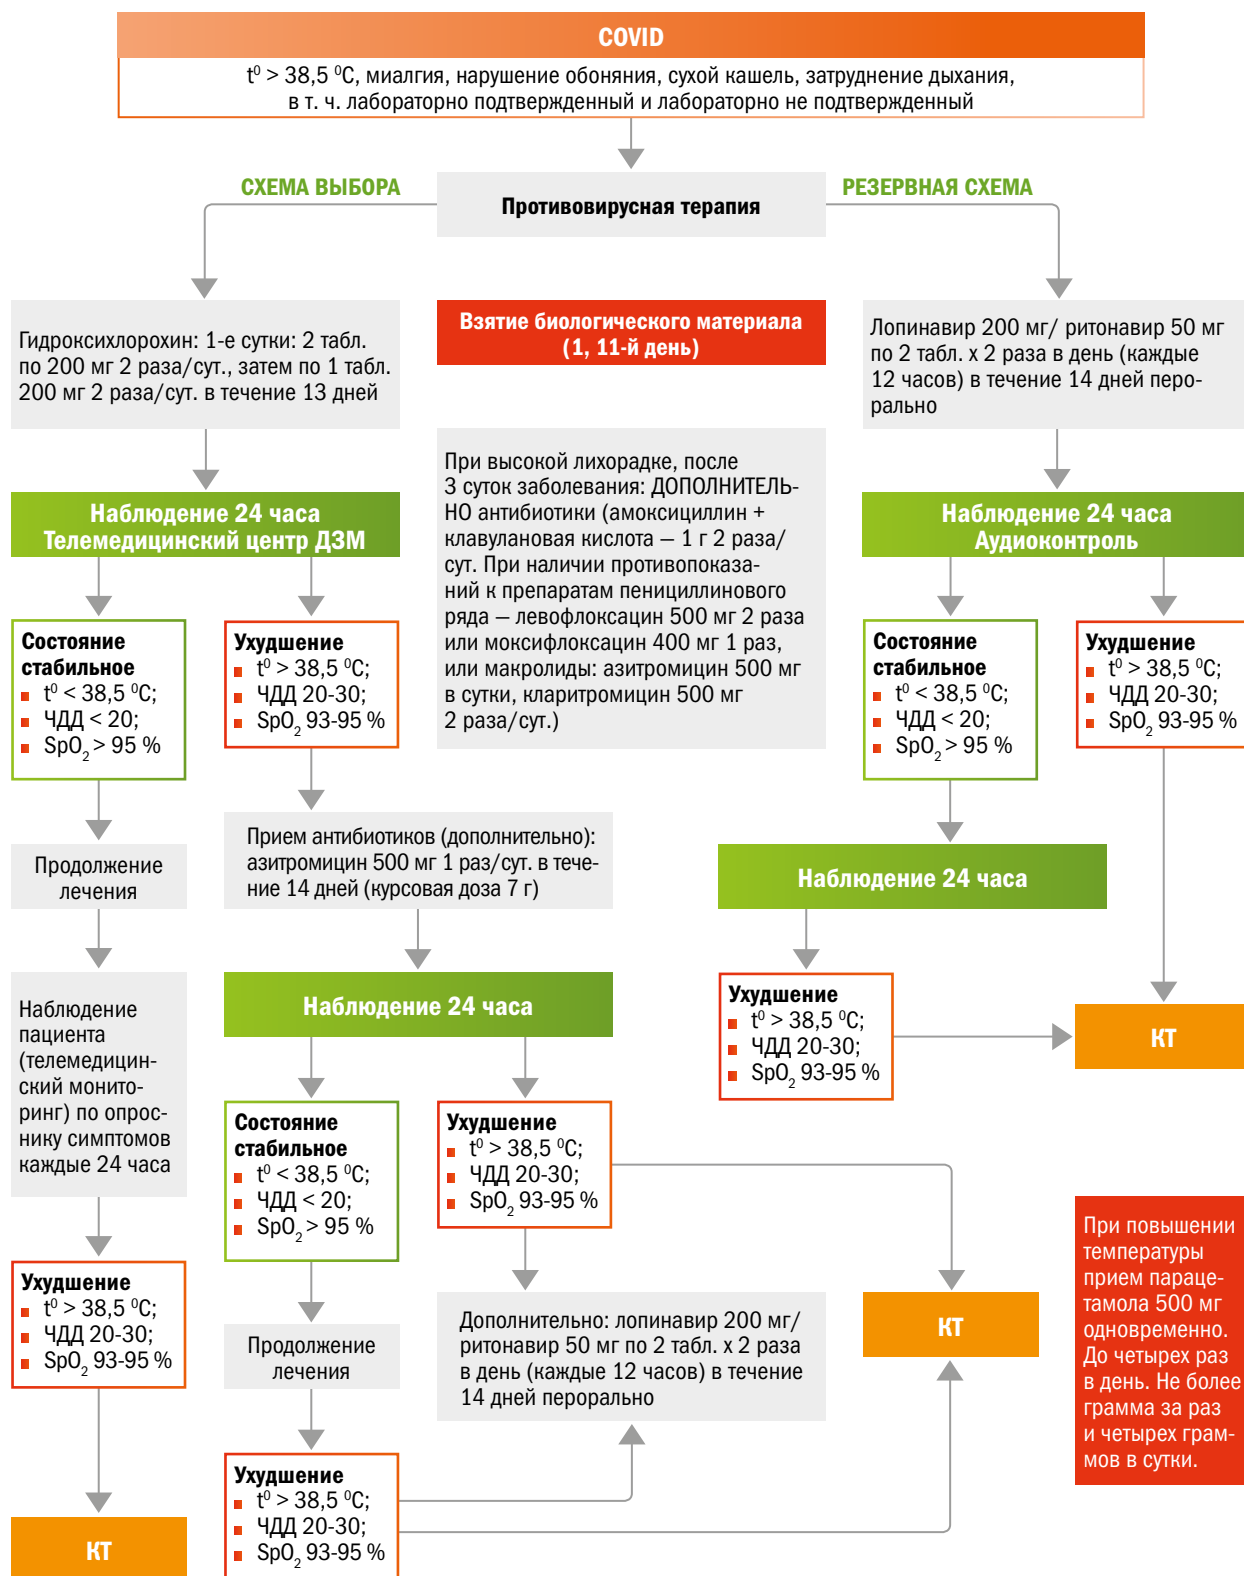 COVID
t⁰ > 38,5 ⁰C, миалгия, нарушение обоняния, сухой кашель, затруднение дыхания,
в т. ч. лабораторно подтвержденный и лабораторно не подтвержденный
СХЕМА ВЫБОРА
Противовирусная терапия
РЕЗЕРВНАЯ СХЕМА
Гидроксихлорохин: 1-е сутки: 2 табл.
по 200 мг 2 раза/сут., затем по 1 табл.
200 мг 2 раза/сут. в течение 13 дней
Взятие биологического материала
(1, 11-й день)
Лопинавир 200 мг/ ритонавир 50 мг
по 2 табл. х 2 раза в день (каждые
12 часов) в течение 14 дней перо-
рально
При высокой лихорадке, после
3 суток заболевания: ДОПОЛНИТЕЛЬ-
НО антибиотики (амоксициллин +
клавулановая кислота — 1 г 2 раза/
сут. При наличии противопоказа-
ний к препаратам пенициллинового
ряда — левофлоксацин 500 мг 2 раза
или моксифлоксацин 400 мг 1 раз,
или макролиды: азитромицин 500 мг
в сутки, кларитромицин 500 мг
2 раза/сут.)
Наблюдение 24 часа
Телемедицинский центр ДЗМ
Наблюдение 24 часа
Аудиоконтроль
Состояние
стабильное
t⁰ < 38,5 ⁰C;
ЧДД < 20;
SpO₂ > 95 %
Ухудшение
t⁰ > 38,5 ⁰C;
ЧДД 20-30;
SpO₂ 93-95 %
Состояние
стабильное
t⁰ < 38,5 ⁰C;
ЧДД < 20;
SpO₂ > 95 %
Ухудшение
t⁰ > 38,5 ⁰C;
ЧДД 20-30;
SpO₂ 93-95 %
Продолжение
лечения
Прием антибиотиков (дополнительно):
азитромицин 500 мг 1 раз/сут. в тече-
ние 14 дней (курсовая доза 7 г)
Наблюдение 24 часа
Наблюдение
пациента
(телемедицин-
ский монито-
ринг) по опрос-
нику симптомов
каждые 24 часа
Наблюдение 24 часа
Ухудшение
t⁰ > 38,5 ⁰C;
ЧДД 20-30;
SpO₂ 93-95 %
КТ
Состояние
стабильное
t⁰ < 38,5 ⁰C;
ЧДД < 20;
SpO₂ > 95 %
Ухудшение
t⁰ > 38,5 ⁰C;
ЧДД 20-30;
SpO₂ 93-95 %
Ухудшение
t⁰ > 38,5 ⁰C;
ЧДД 20-30;
SpO₂ 93-95 %
Продолжение
лечения
Дополнительно: лопинавир 200 мг/
ритонавир 50 мг по 2 табл. х 2 раза
в день (каждые 12 часов) в течение
14 дней перорально
КТ
При повышении
температуры
прием параце-
тамола 500 мг
одновременно.
До четырех раз
в день. Не более
грамма за раз
и четырех грам-
мов в сутки.
Ухудшение
t⁰ > 38,5 ⁰C;
ЧДД 20-30;
SpO₂ 93-95 %
КТ